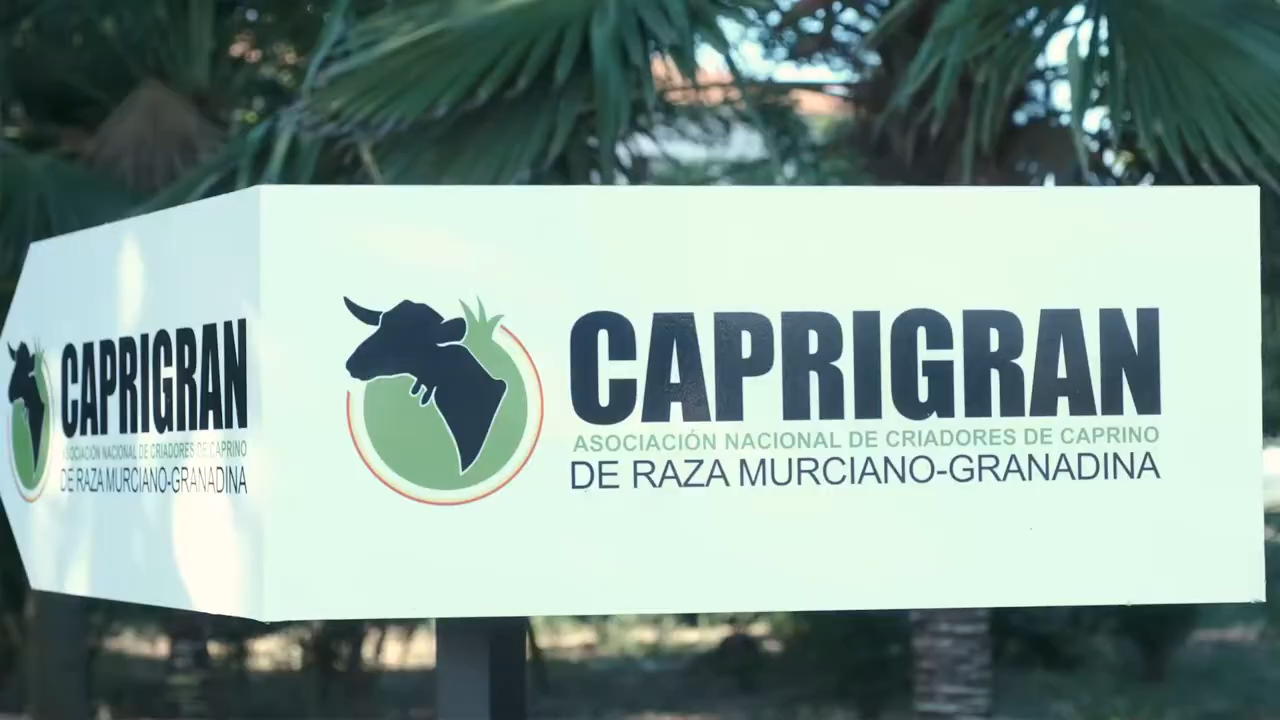 CAPRIGRAN
ASOCIACIÓN NACIONAL DE CRIADORES DE CAPRINO
DE RAZA MURCIANO-GRANADINA
CAPRIGRAN
ASOCIACIÓN NACIONAL DE CRIADORES DE CAPRINO
DE RAZA MURCIANO-GRANADINA